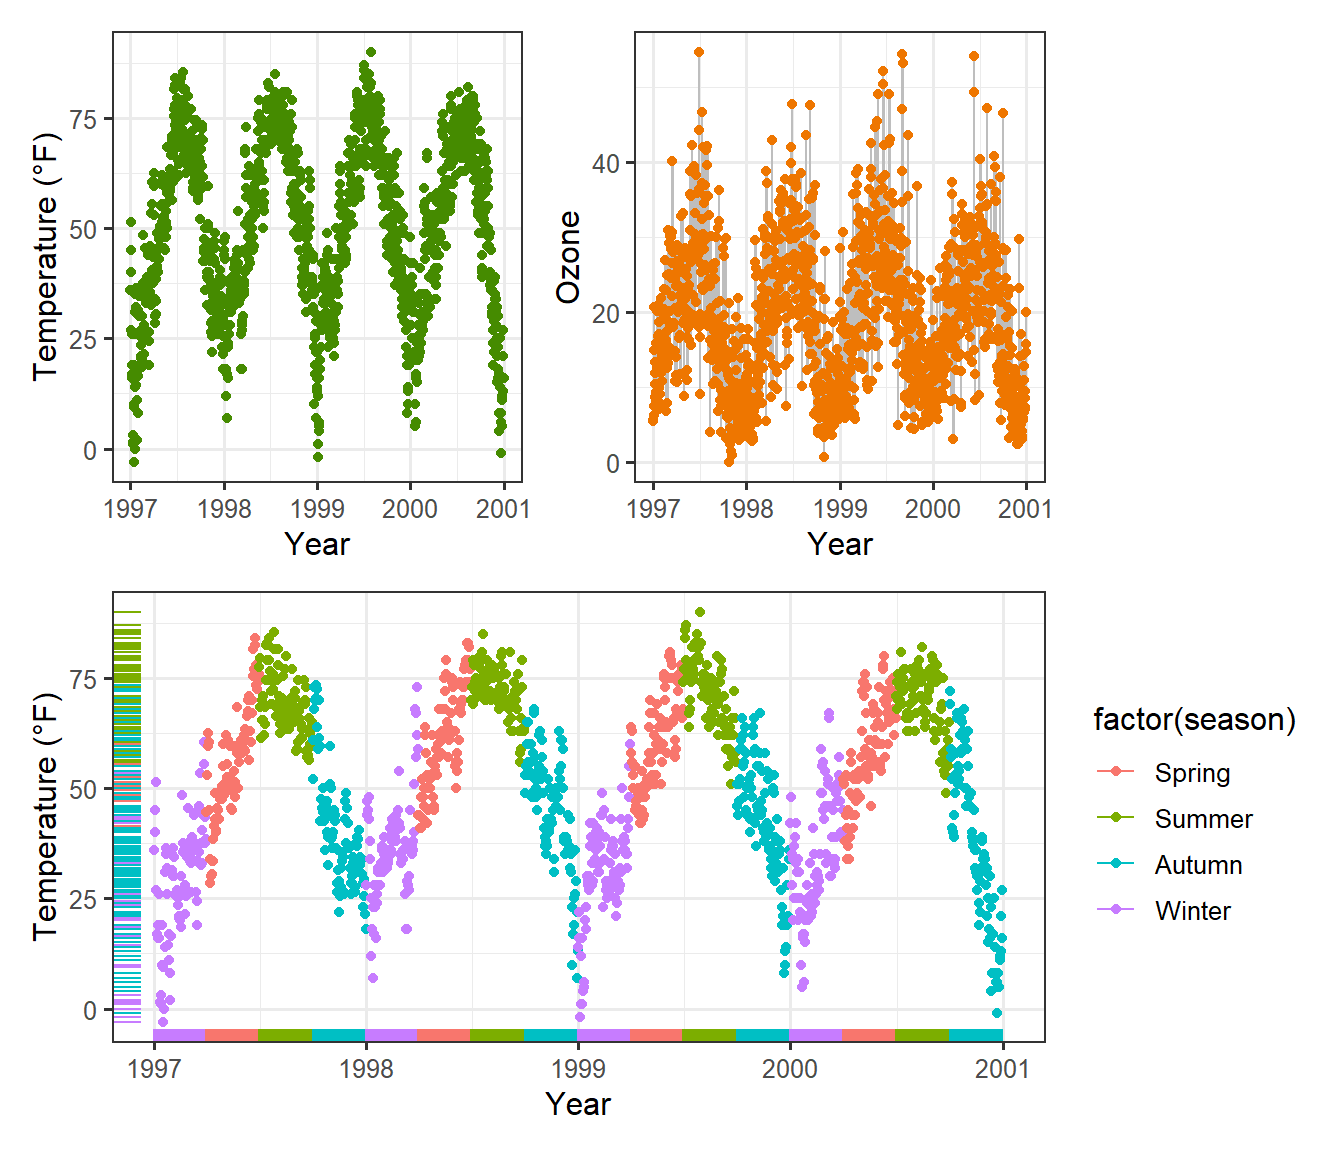 Temperature (°F)
75
50
25
0
1997 1998 1999 2000 2001
Year
Ozone
40
20
0
1997 1998 1999 2000 2001
Year
Temperature (°F)
75
50
25
0
1997 1998 1999 2000 2001
Year
factor(season)
Spring
Summer
Autumn
Winter